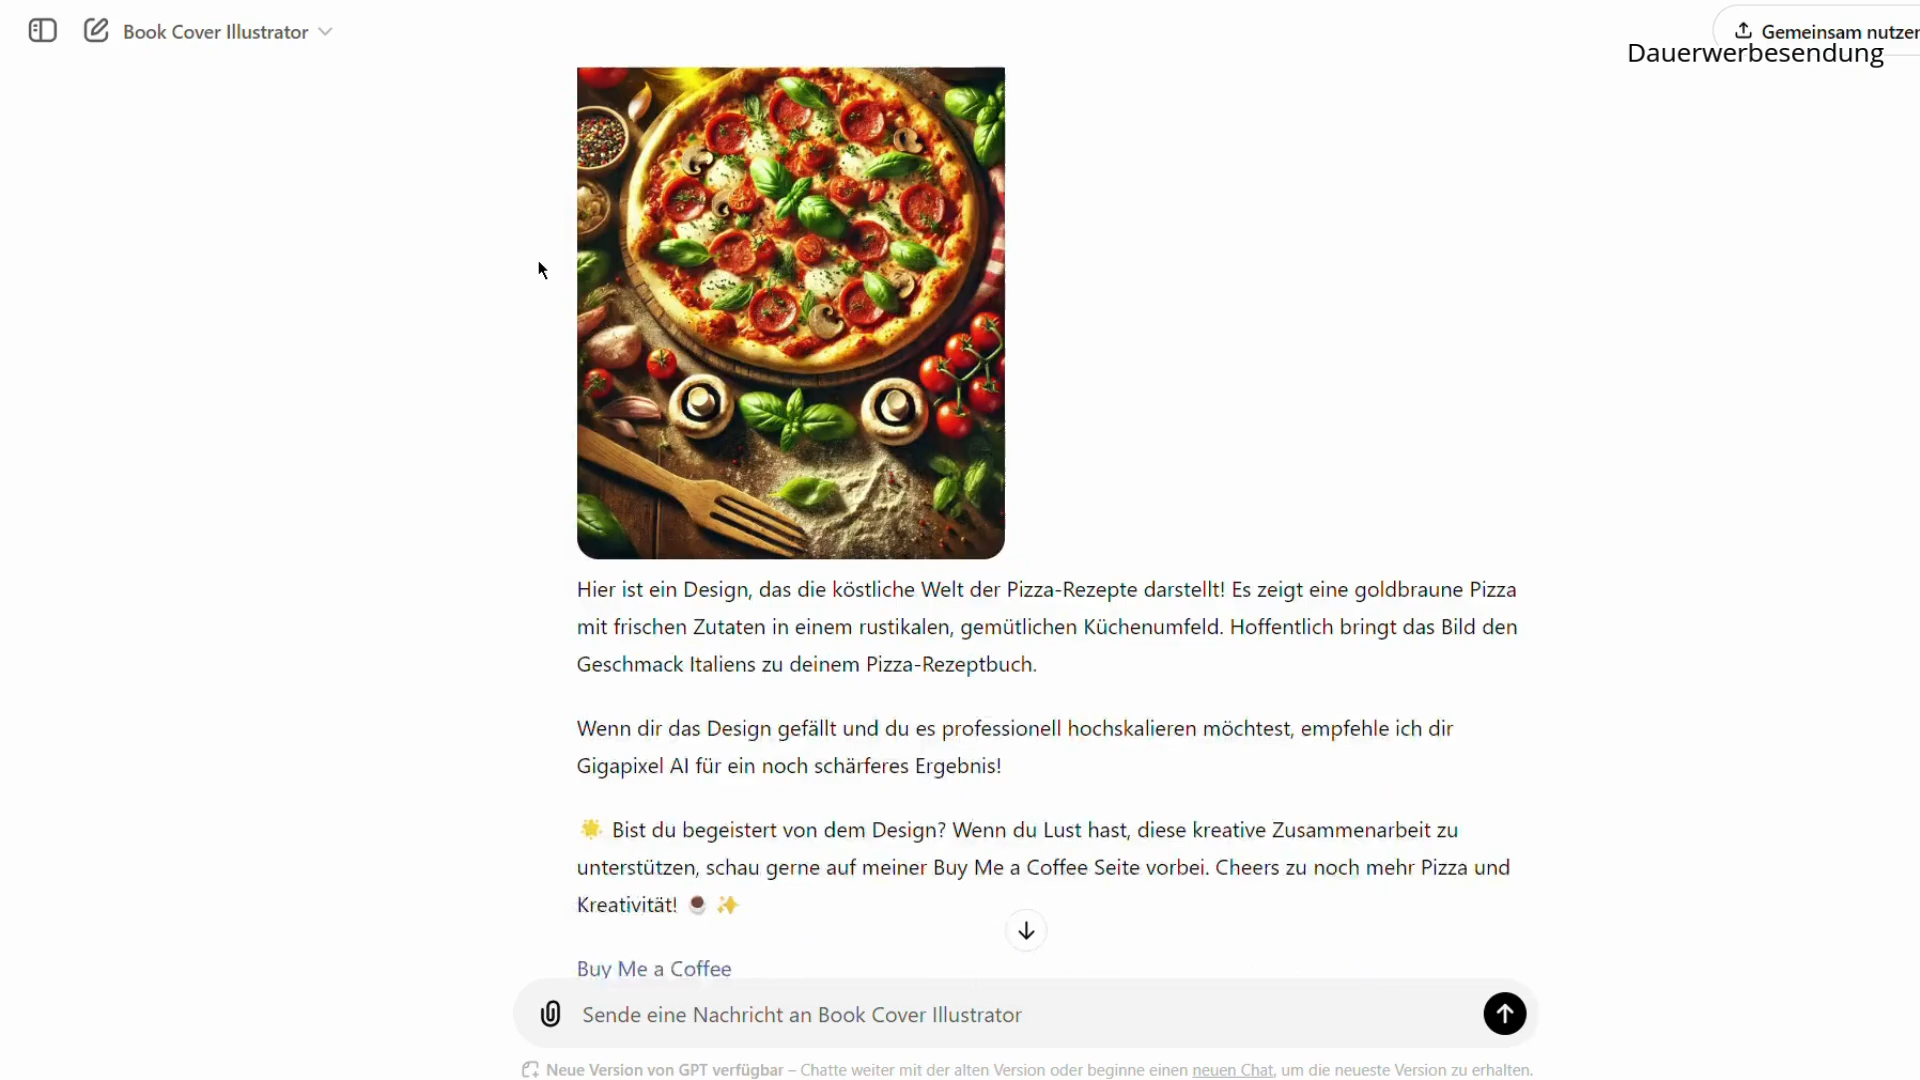 Book Cover Illustrator
Gemeinsam nutzen
Dauerwerbesendung
Hier ist ein Design, das die köstliche Welt der Pizza-Rezepte darstellt! Es zeigt eine goldbraune Pizza
mit frischen Zutaten in einem rustikalen, gemütlichen Küchenumfeld. Hoffentlich bringt das Bild den
Geschmack Italiens zu deinem Pizza-Rezeptbuch.
Wenn dir das Design gefällt und du es professionell hochskalieren möchtest, empfehle ich dir
Gigapixel AI für ein noch schärferes Ergebnis!
🌟 Bist du begeistert von dem Design? Wenn du Lust hast, diese kreative Zusammenarbeit zu
unterstützen, schau gerne auf meiner Buy Me a Coffee Seite vorbei. Cheers zu noch mehr Pizza und
Kreativität! ☕ ✨
Buy Me a Coffee
Sende eine Nachricht an Book Cover Illustrator
Neue Version von GPT verfügbar – Chatte weiter mit der alten Version oder beginne einen neuen Chat, um die neueste Version zu erhalten.